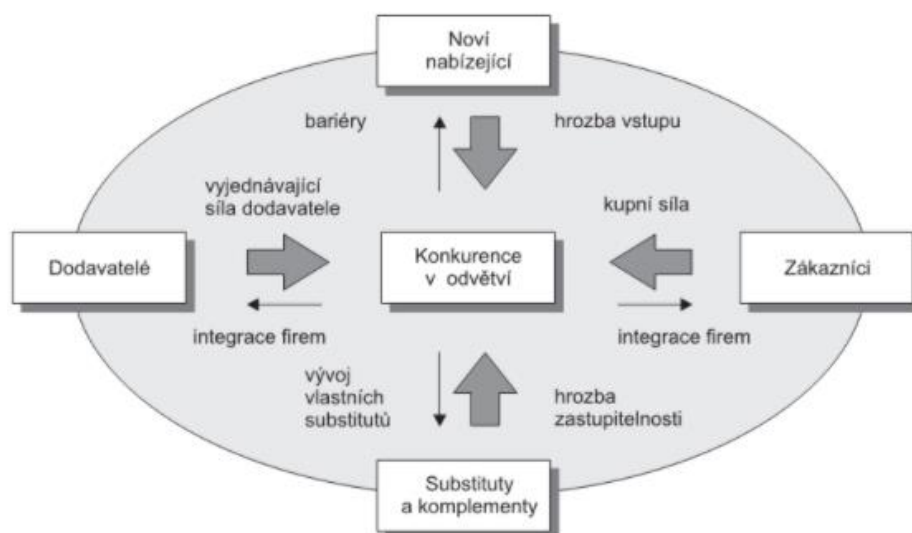 Noví
nabízející
bariéry
hrozba vstupu
vyjednávající
síla dodavatele
kupní síla
Dodavatelé
Konkurence
v odvětví
Zákazníci
integrace firem
integrace firem
vývoj
vlastních
substitutů
hrozba
zastupitelnosti
Substituty
a komplementy